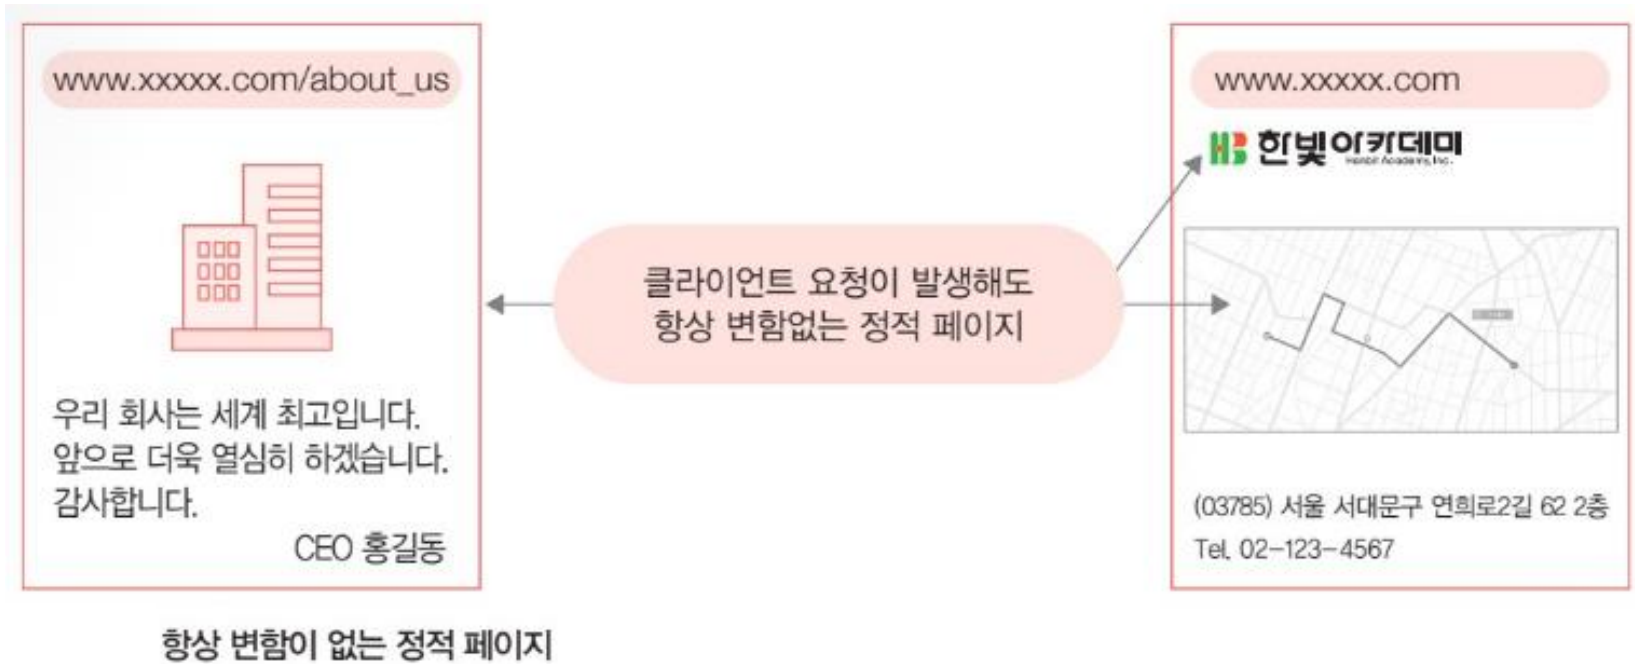 www.xxxxx.com/about_us
우리 회사는 세계 최고입니다.
앞으로 더욱 열심히 하겠습니다.
감사합니다.
CEO 홍길동
클라이언트 요청이 발생해도
항상 변함없는 정적 페이지
www.xxxxx.com
한빛아카데미
Hanbit Academy, Inc.
(03785) 서울 서대문구 연희로2길 62 2층
Tel. 02-123-4567
항상 변함이 없는 정적 페이지